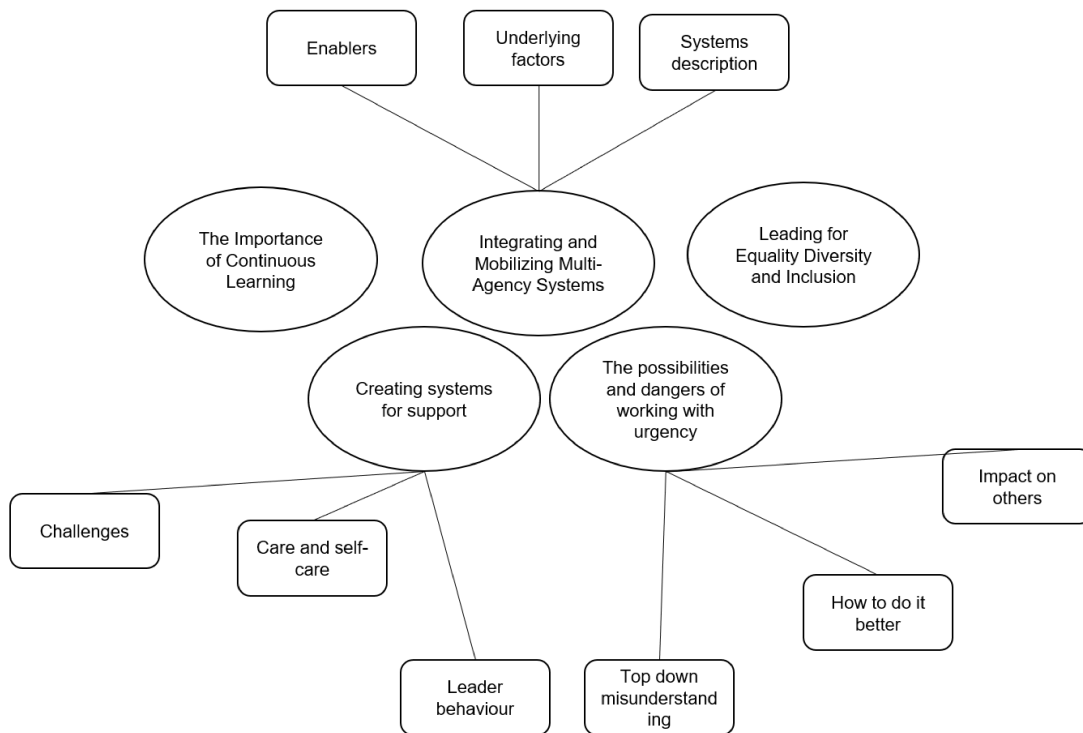 Enablers
Underlying
factors
Systems
description
The Importance
of Continuous
Learning
Integrating and
Mobilizing Multi-
Agency Systems
Leading for
Equality Diversity
and Inclusion
Creating systems
for support
The possibilities
and dangers of
working with
urgency
Challenges
Care and self-
care
Leader
behaviour
Top down
misunderstand
ing
How to do it
better
Impact on
others